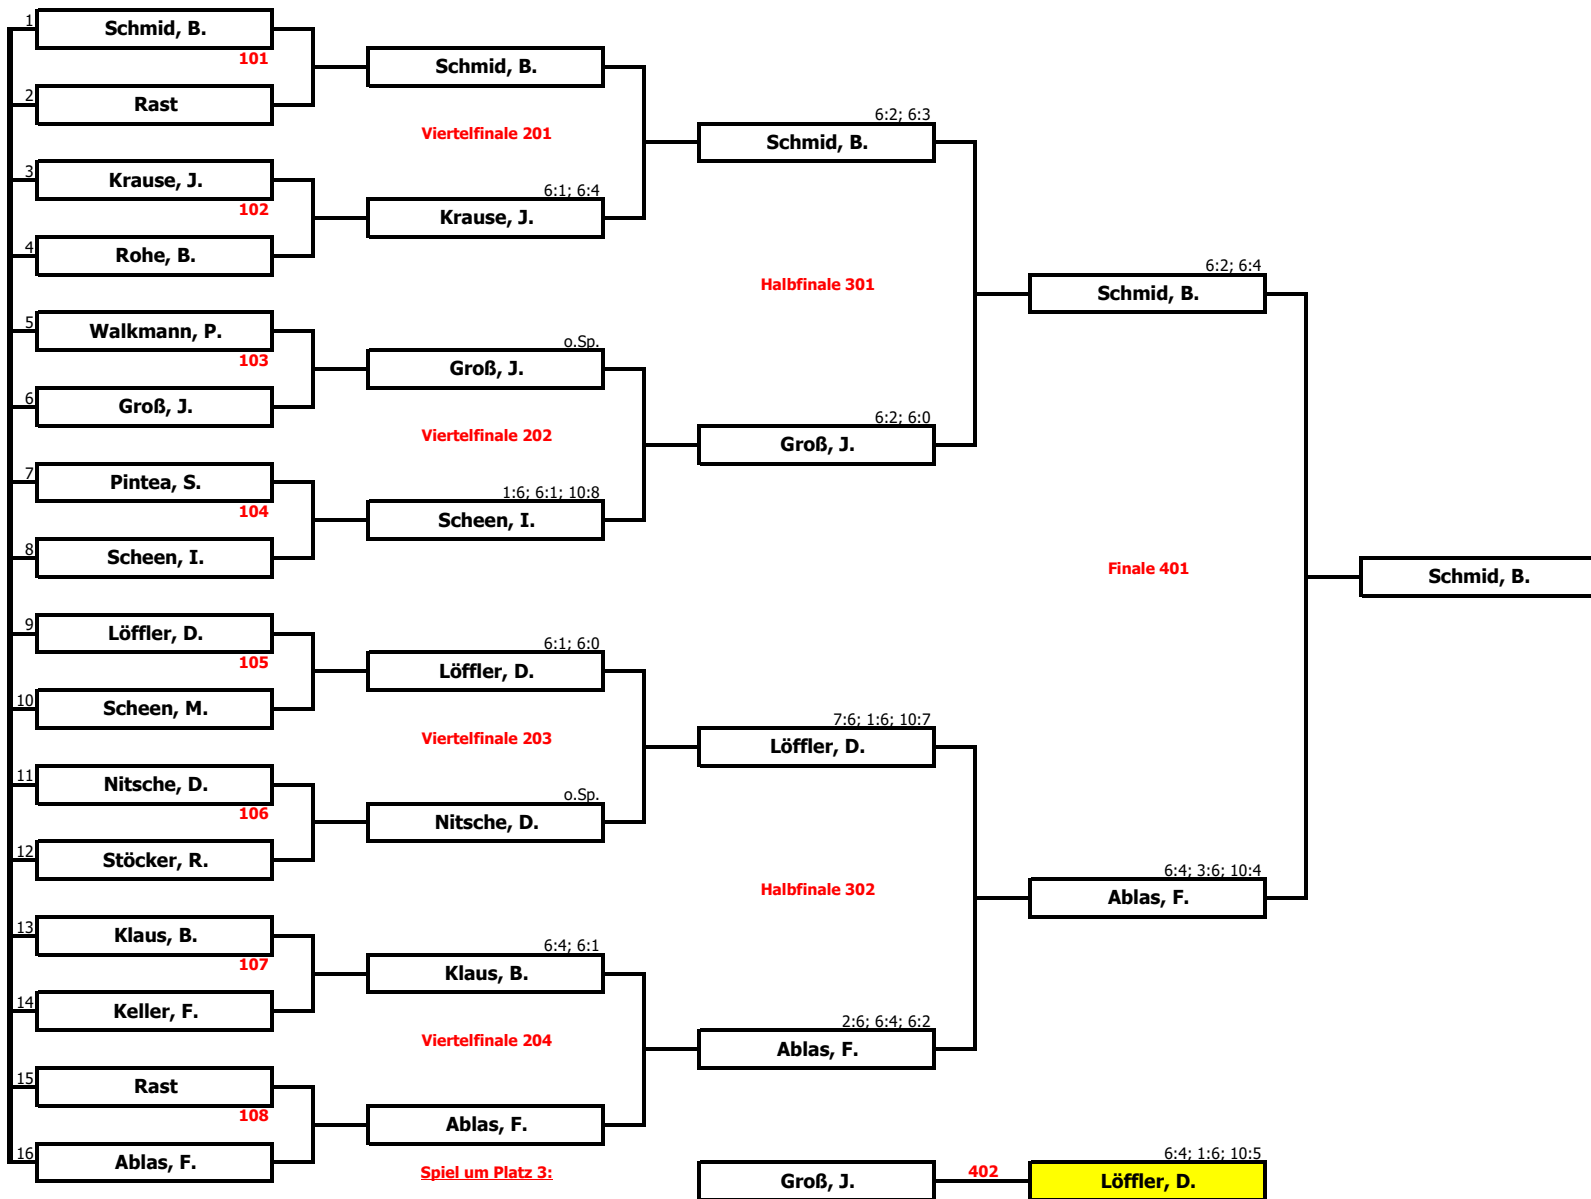 1
Schmid, B.
101
2
Rast
3
Krause, J.
102
4
Rohe, B.
5
Walkmann, P.
103
6
Groß, J.
7
Pintea, S.
104
8
Scheen, I.
9
Löffler, D.
105
10
Scheen, M.
11
Nitsche, D.
106
12
Stöcker, R.
13
Klaus, B.
107
14
Keller, F.
15
Rast
108
16
Ablas, F.
Schmid, B.
Viertelfinale 201
6:1; 6:4
Krause, J.
o.Sp.
Groß, J.
Viertelfinale 202
1:6; 6:1; 10:8
Scheen, I.
6:1; 6:0
Löffler, D.
Viertelfinale 203
o.Sp.
Nitsche, D.
6:4; 6:1
Klaus, B.
Viertelfinale 204
Ablas, F.
6:2; 6:3
Schmid, B.
Halbfinale 301
6:2; 6:0
Groß, J.
7:6; 1:6; 10:7
Löffler, D.
Halbfinale 302
2:6; 6:4; 6:2
Ablas, F.
6:2; 6:4
Schmid, B.
Finale 401
6:4; 3:6; 10:4
Ablas, F.
Schmid, B.
Spiel um Platz 3:
Groß, J.
402
6:4; 1:6; 10:5
Löffler, D.